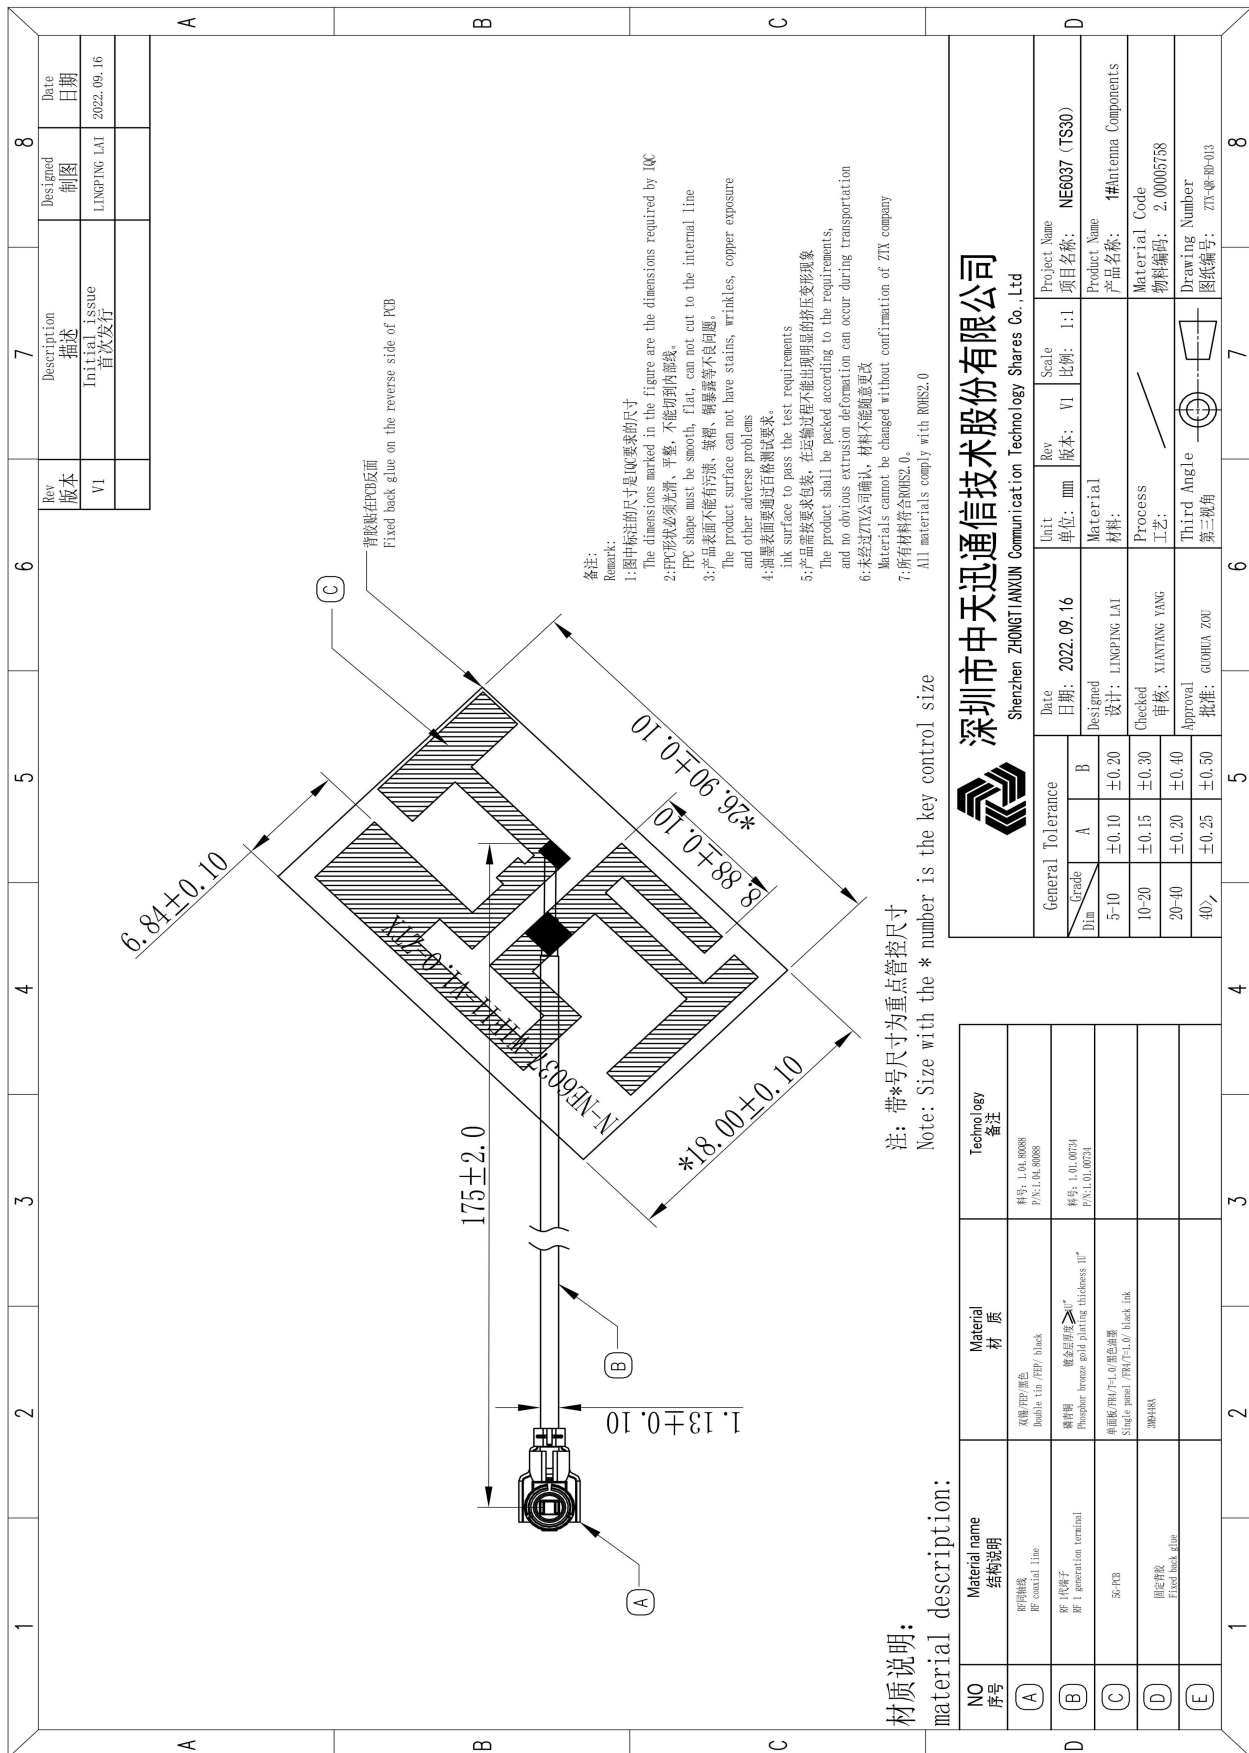 1 2 3 4 5 6 7 8
A
B
C
D
A
B
C
D
Rev Description Designed Date
版本 描述 制图 日期
V1 Initial issue LINGPING LAI 2022.09.16
首次发行
6.84±0.10
175±2.0
*26.90±0.10
8.88±0.10
*18.00±0.10
1.13±0.10
N-NE6037-WIFI1-V1.0-ZTX
A
B
C
背胶贴在PCB反面
Fixed back glue on the reverse side of PCB
备注:
Remark:
1:图中标注的尺寸是IQC要求的尺寸
The dimensions marked in the figure are the dimensions required by IQC
2:FPC形状必须光滑、平整，不能切到内部线。
FPC shape must be smooth, flat, can not cut to the internal line
3:产品表面不能有污渍、皱褶、铜暴露等不良问题。
The product surface can not have stains, wrinkles, copper exposure
and other adverse problems
4:油墨表面要通过百格测试要求。
ink surface to pass the test requirements
5:产品需按要求包装，在运输过程不能出现明显的挤压变形现象
The product shall be packed according to the requirements,
and no obvious extrusion deformation can occur during transportation
6:未经过ZTX公司确认，材料不能随意更改
Materials cannot be changed without confirmation of ZTX company
7:所有材料符合ROHS2.0。
All materials comply with ROHS2.0
注: 带*号尺寸为重点管控尺寸
Note: Size with the * number is the key control size
材质说明:
material description:
NO Material name Material Technology
序号 结构说明 材 质 备注
A RF同轴线 双锡/FEP/黑色 料号: 1.04.80088
RF coaxial line Double tin /FEP/ black P/N:1.04.80088
B RF 1代端子 磷青铜 镀金层厚度≥1U" 料号: 1.01.00734
RF 1 generation terminal Phosphor bronze gold plating thickness 1U" P/N:1.01.00734
C 5G-PCB 单面板/FR4/T=1.0/黑色油墨
Single panel /FR4/T=1.0/ black ink
D 固定背胶 3M9448A
Fixed back glue
E
深圳市中天迅通信技术股份有限公司
Shenzhen ZHONGTIANXUN Communication Technology Shares Co.,Ltd
General Tolerance
Grade A B
Dim
5-10 ±0.10 ±0.20
10-20 ±0.15 ±0.30
20-40 ±0.20 ±0.40
40> ±0.25 ±0.50
Date
日期: 2022.09.16
Unit
单位: mm
Rev
版本: V1
Scale
比例: 1:1
Project Name
项目名称: NE6037 (TS30)
Designed
设计: LINGPING LAI
Material
材料:
Product Name
产品名称: 1#Antenna Components
Checked
审核: XIANTANG YANG
Process
工艺:
Material Code
物料编码: 2.00005758
Approval
批准: GUOHUA ZOU
Third Angle
第三视角
Drawing Number
图纸编号: ZTX-QR-RD-013
1 2 3 4 5 6 7 8